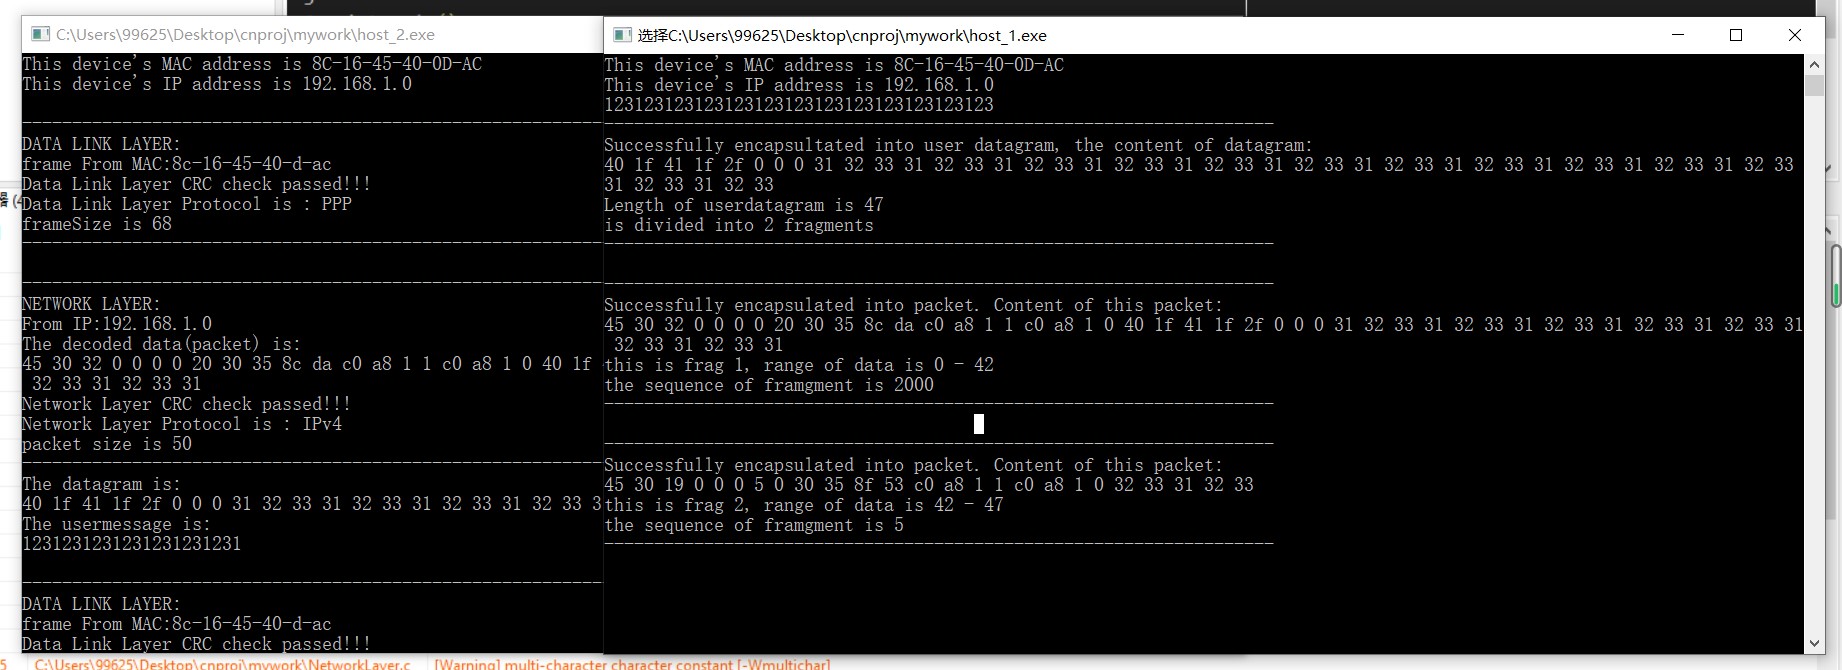 C:\Users\99625\Desktop\cnproj\mywork\host_2.exe
This device's MAC address is 8C-16-45-40-0D-AC
This device's IP address is 192.168.1.0
DATA LINK LAYER:
frame From MAC:8c-16-45-40-d-ac
Data Link Layer CRC check passed!!!
Data Link Layer Protocol is : PPP
frameSize is 68
NETWORK LAYER:
From IP:192.168.1.0
The decoded data(packet) is:
45 30 32 0 0 0 0 20 30 35 8c da c0 a8 1 1 c0 a8 1 0 40 1f
32 33 31 32 33 31
Network Layer CRC check passed!!!
Network Layer Protocol is : IPv4
packet size is 50
The datagram is:
40 1f 41 1f 2f 0 0 0 31 32 33 31 32 33 31 32 33 31 32 33 3
The usermessage is:
1231231231231231231231
DATA LINK LAYER:
frame From MAC:8c-16-45-40-d-ac
Data Link Layer CRC check passed!!!
选择C:\Users\99625\Desktop\cnproj\mywork\host_1.exe
This device's MAC address is 8C-16-45-40-0D-AC
This device's IP address is 192.168.1.0
123123123123123123123123123123123123123
Successfully encapsultated into user datagram, the content of datagram:
40 1f 41 1f 2f 0 0 0 31 32 33 31 32 33 31 32 33 31 32 33 31 32 33 31 32 33 31 32 33 31 32 33 31 32 33 31 32 33 31 32 33
31 32 33 31 32 33
Length of userdatagram is 47
is divided into 2 fragments
Successfully encapsulated into packet. Content of this packet:
45 30 32 0 0 0 0 20 30 35 8c da c0 a8 1 1 c0 a8 1 0 40 1f 41 1f 2f 0 0 0 31 32 33 31 32 33 31 32 33 31 32 33 31 32 33 31
32 33 31 32 33 31
this is frag 1, range of data is 0 - 42
the sequence of framgment is 2000
Successfully encapsulated into packet. Content of this packet:
45 30 19 0 0 0 5 0 30 35 8f 53 c0 a8 1 1 c0 a8 1 0 32 33 31 32 33
this is frag 2, range of data is 42 - 47
the sequence of framgment is 5
C:\Users\99625\Desktop\cnproj\mywork\NetworkLayer.c [Warning] multi-character character constant [-Wmultichar]